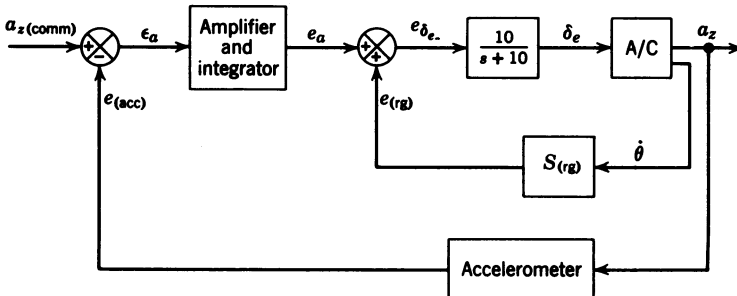 a_z(comm)
+
-
ϵ_a
Amplifier
and
integrator
e_a
+
+
e_δe-
10
s + 10
δ_e
A/C
a_z
e_(acc)
e_(rg)
S_(rg)
θ̇
Accelerometer